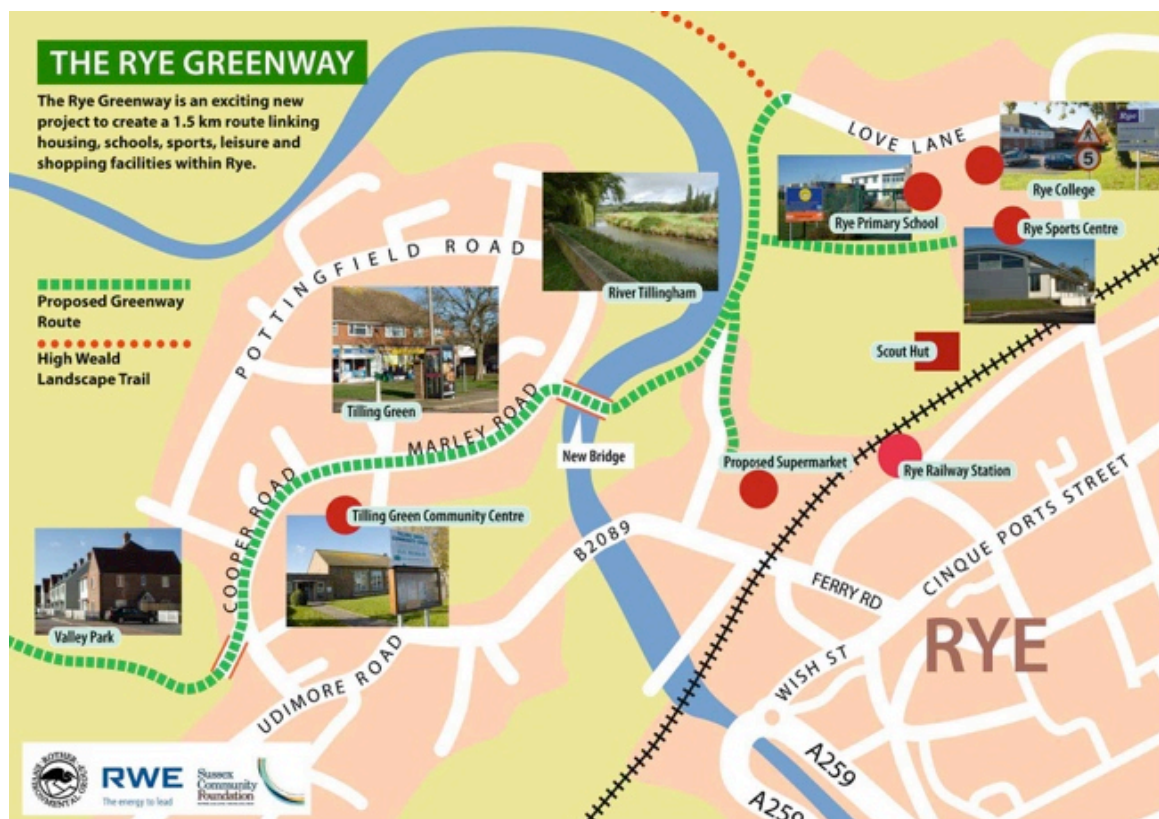 THE RYE GREENWAY
The Rye Greenway is an exciting new
project to create a 1.5 km route linking
housing, schools, sports, leisure and
shopping facilities within Rye.
LOVE LANE
Rye
5
Rye College
Rye Primary School
Rye Sports Centre
POTTINGFIELD ROAD
River Tillingham
Proposed Greenway
Route
High Weald
Landscape Trail
Scout Hut
Tilling Green
MARLEY ROAD
New Bridge
Proposed Supermarket
Rye Railway Station
COOPER ROAD
Tilling Green Community Centre
B2089
CINQUE PORTS STREET
FERRY RD
RYE
Valley Park
UDIMORE ROAD
WISH ST
A259
A259
RWE
The energy to lead
Sussex
Community
Foundation